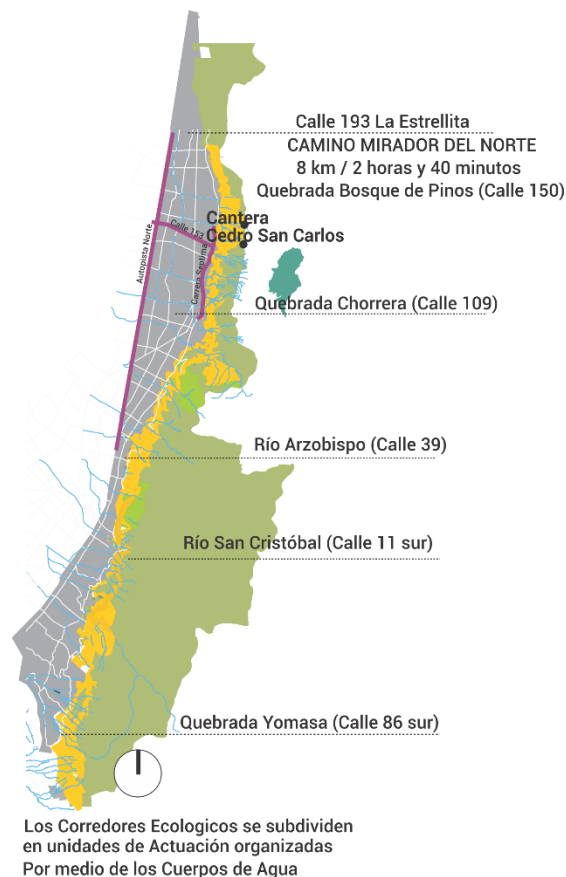 Calle 193 La Estrellita
CAMINO MIRADOR DEL NORTE
8 km / 2 horas y 40 minutos
Quebrada Bosque de Pinos (Calle 150)
Cantera
Cedro San Carlos
Autopista Norte
Calle 153
Carrera Septima
Quebrada Chorrera (Calle 109)
Río Arzobispo (Calle 39)
Río San Cristóbal (Calle 11 sur)
Quebrada Yomasa (Calle 86 sur)
Los Corredores Ecologicos se subdividen
en unidades de Actuación organizadas
Por medio de los Cuerpos de Agua